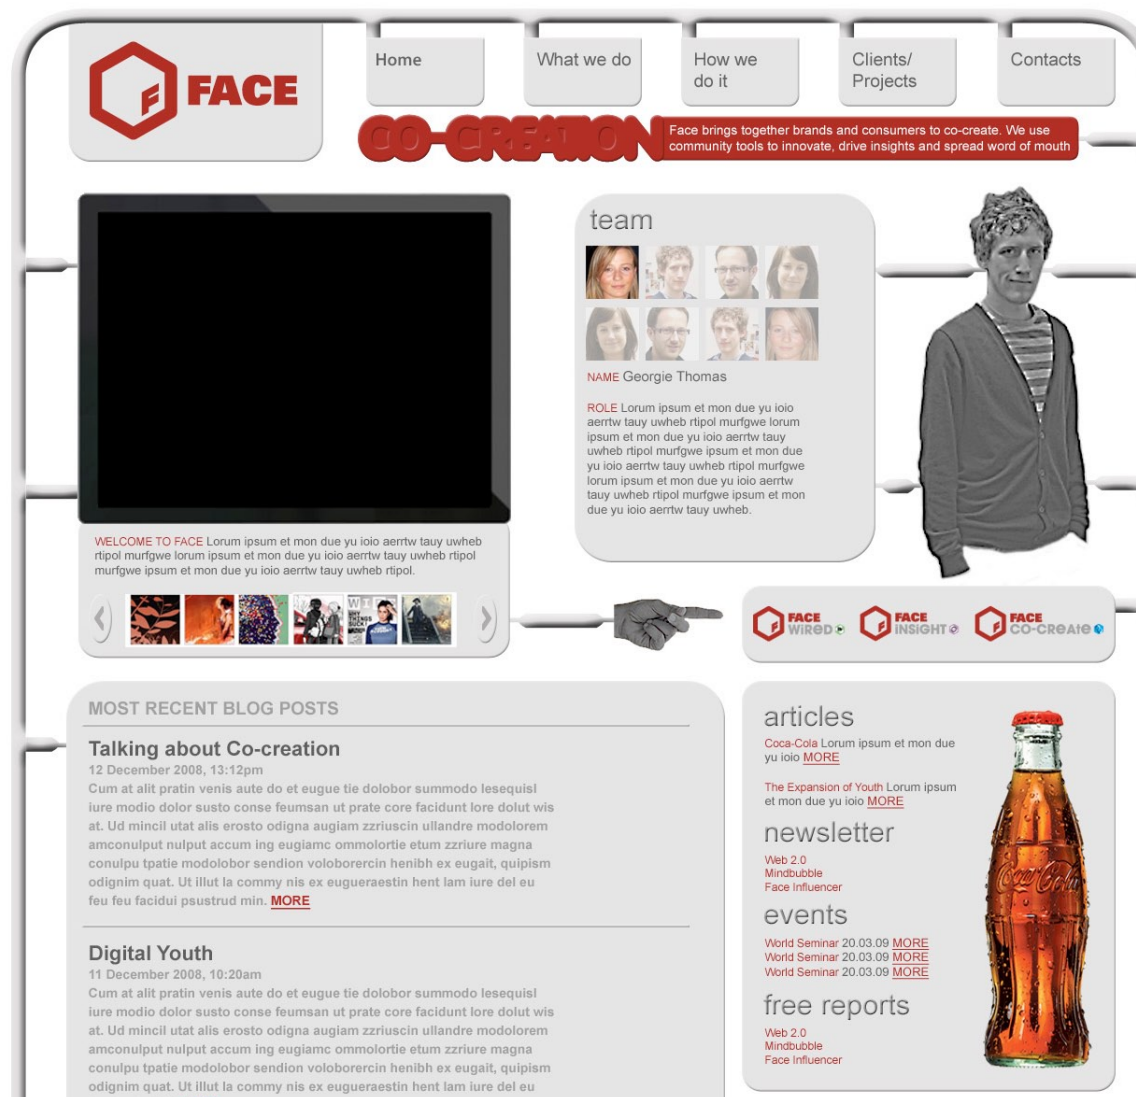 FACE
Home
What we do
How we
do it
Clients/
Projects
Contacts
CO-CREATION
Face brings together brands and consumers to co-create. We use
community tools to innovate, drive insights and spread word of mouth
team
NAME Georgie Thomas
ROLE Lorum ipsum et mon due yu ioio
aerrtw tauy uwheb rtipol murfgwe lorum
ipsum et mon due yu ioio aerrtw tauy
uwheb rtipol murfgwe ipsum et mon due
yu ioio aerrtw tauy uwheb rtipol murfgwe
lorum ipsum et mon due yu ioio aerrtw
tauy uwheb rtipol murfgwe ipsum et mon
due yu ioio aerrtw tauy uwheb.
WELCOME TO FACE Lorum ipsum et mon due yu ioio aerrtw tauy uwheb
rtipol murfgwe lorum ipsum et mon due yu ioio aerrtw tauy uwheb rtipol
murfgwe ipsum et mon due yu ioio aerrtw tauy uwheb rtipol.
WHY
THINGS
SUCK
FACE
WIRED
FACE
INSIGHT
FACE
CO-CREATE
MOST RECENT BLOG POSTS
Talking about Co-creation
12 December 2008, 13:12pm
Cum at alit pratin venis aute do et eugue tie dolobor summodo lesequisl
iure modio dolor susto conse feumsan ut prate core facidunt lore dolut wis
at. Ud mincil utat alis erosto odigna augiam zzriuscin ullandre modolorem
amconulput nulput accum ing eugiamc ommolortie etum zzriure magna
conulpu tpatie modolobor sendion voloborercin henibh ex eugait, quipism
odignim quat. Ut illut la commy nis ex eugueraestin hent lam iure del eu
feu feu facidui psustrud min. MORE
Digital Youth
11 December 2008, 10:20am
Cum at alit pratin venis aute do et eugue tie dolobor summodo lesequisl
iure modio dolor susto conse feumsan ut prate core facidunt lore dolut wis
at. Ud mincil utat alis erosto odigna augiam zzriuscin ullandre modolorem
amconulput nulput accum ing eugiamc ommolortie etum zzriure magna
conulpu tpatie modolobor sendion voloborercin henibh ex eugait, quipism
odignim quat. Ut illut la commy nis ex eugueraestin hent lam iure del eu
articles
Coca-Cola Lorum ipsum et mon due
yu ioio MORE
The Expansion of Youth Lorum ipsum
et mon due yu ioio MORE
newsletter
Web 2.0
Mindbubble
Face Influencer
events
World Seminar 20.03.09 MORE
World Seminar 20.03.09 MORE
World Seminar 20.03.09 MORE
free reports
Web 2.0
Mindbubble
Face Influencer
Coca-Cola